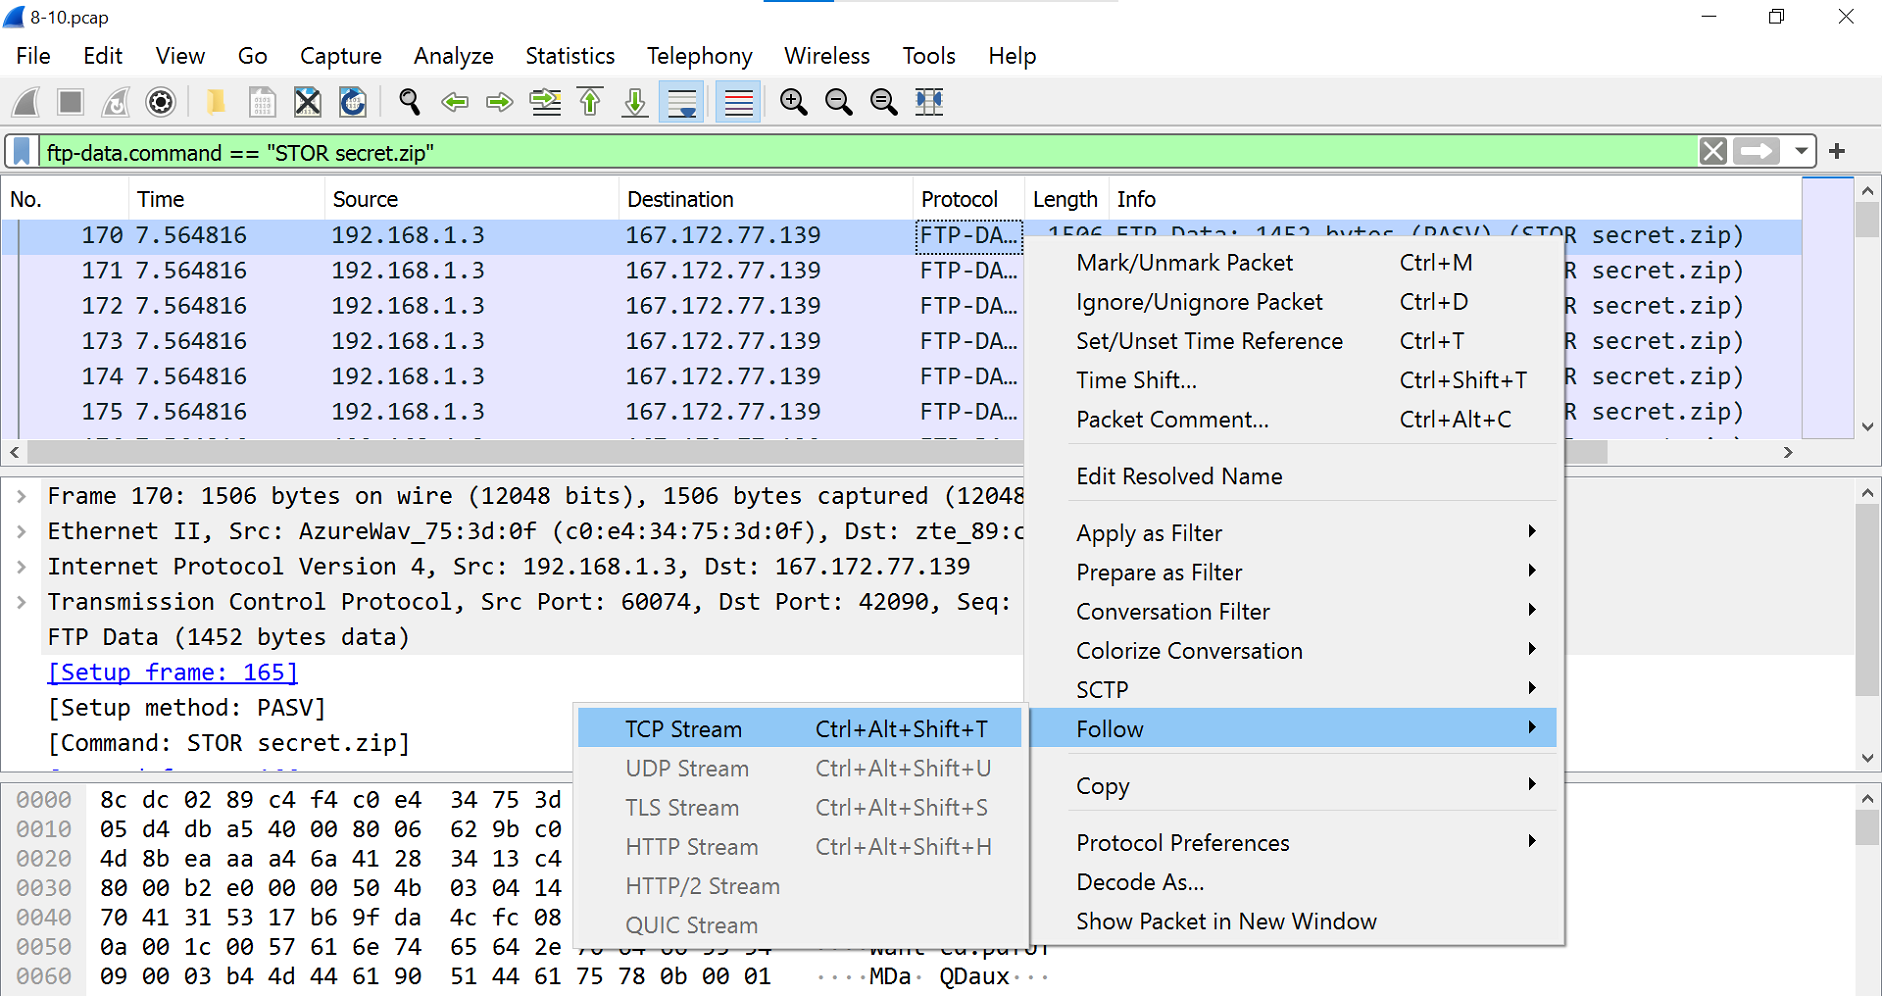 8-10.pcap
File Edit View Go Capture Analyze Statistics Telephony Wireless Tools Help
ftp-data.command == "STOR secret.zip"
No. Time Source Destination Protocol Length Info
170 7.564816 192.168.1.3 167.172.77.139 FTP-DA… 1506 FTP Data: 1452 bytes (PASV) (STOR secret.zip)
171 7.564816 192.168.1.3 167.172.77.139 FTP-DA… R secret.zip)
172 7.564816 192.168.1.3 167.172.77.139 FTP-DA… R secret.zip)
173 7.564816 192.168.1.3 167.172.77.139 FTP-DA… R secret.zip)
174 7.564816 192.168.1.3 167.172.77.139 FTP-DA… R secret.zip)
175 7.564816 192.168.1.3 167.172.77.139 FTP-DA… R secret.zip)
Mark/Unmark Packet Ctrl+M
Ignore/Unignore Packet Ctrl+D
Set/Unset Time Reference Ctrl+T
Time Shift... Ctrl+Shift+T
Packet Comment... Ctrl+Alt+C
Edit Resolved Name
Apply as Filter
Prepare as Filter
Conversation Filter
Colorize Conversation
SCTP
Follow
Copy
Protocol Preferences
Decode As...
Show Packet in New Window
Frame 170: 1506 bytes on wire (12048 bits), 1506 bytes captured (12048
Ethernet II, Src: AzureWav_75:3d:0f (c0:e4:34:75:3d:0f), Dst: zte_89:c
Internet Protocol Version 4, Src: 192.168.1.3, Dst: 167.172.77.139
Transmission Control Protocol, Src Port: 60074, Dst Port: 42090, Seq:
FTP Data (1452 bytes data)
[Setup frame: 165]
[Setup method: PASV]
[Command: STOR secret.zip]
TCP Stream Ctrl+Alt+Shift+T
UDP Stream Ctrl+Alt+Shift+U
TLS Stream Ctrl+Alt+Shift+S
HTTP Stream Ctrl+Alt+Shift+H
HTTP/2 Stream
QUIC Stream
0000 8c dc 02 89 c4 f4 c0 e4 34 75 3d
0010 05 d4 db a5 40 00 80 06 62 9b c0
0020 4d 8b ea aa a4 6a 41 28 34 13 c4
0030 80 00 b2 e0 00 00 50 4b 03 04 14
0040 70 41 31 53 17 b6 9f da 4c fc 08
0050 0a 00 1c 00 57 61 6e 74 65 64 2e
0060 09 00 03 b4 4d 44 61 90 51 44 61 75 78 0b 00 01 ····MDa· QDaux···